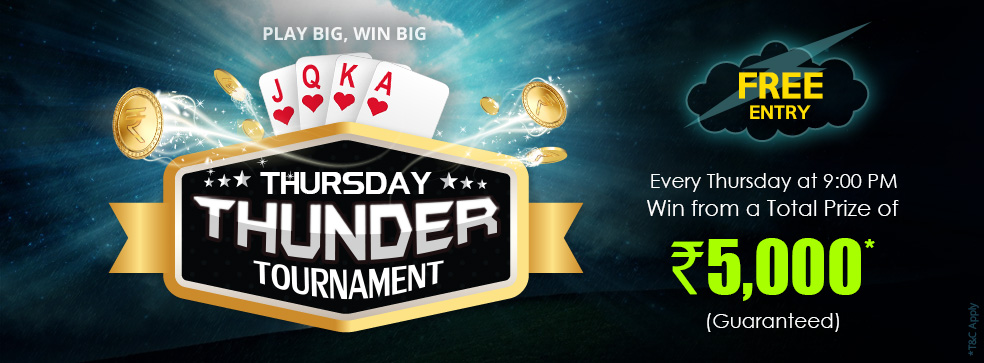 PLAY BIG, WIN BIG
J Q K A
THURSDAY
THUNDER
TOURNAMENT
FREE
ENTRY
Every Thursday at 9:00 PM
Win from a Total Prize of
₹5,000*
(Guaranteed)
*T&C Apply